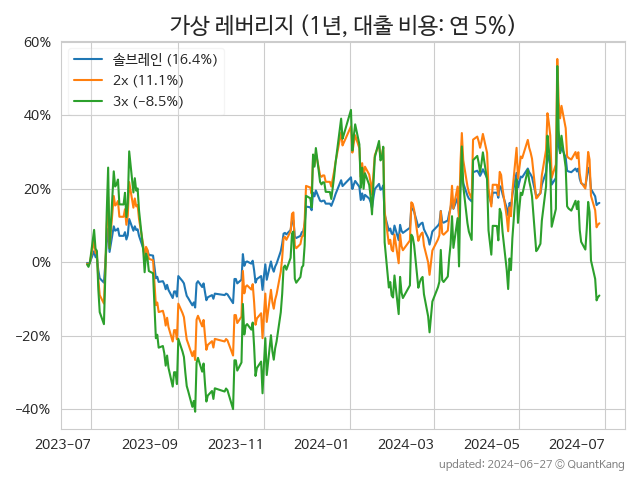 가상 레버리지 (1년, 대출 비용: 연 5%)
60%
40%
20%
0%
−20%
−40%
솔브레인 (16.4%)
2x (11.1%)
3x (−8.5%)
2023-07 2023-09 2023-11 2024-01 2024-03 2024-05 2024-07
updated: 2024-06-27 ⓒ QuantKang